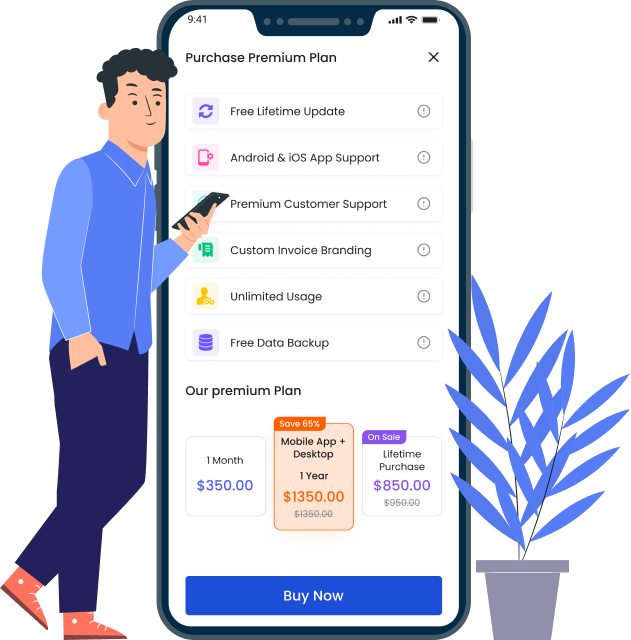 9:41
Purchase Premium Plan
Free Lifetime Update
Android & iOS App Support
Premium Customer Support
Custom Invoice Branding
Unlimited Usage
Free Data Backup
Our premium Plan
1 Month
$350.00
Save 65%
Mobile App +
Desktop
1 Year
$1350.00
$1350.00
On Sale
Lifetime
Purchase
$850.00
$950.00
Buy Now